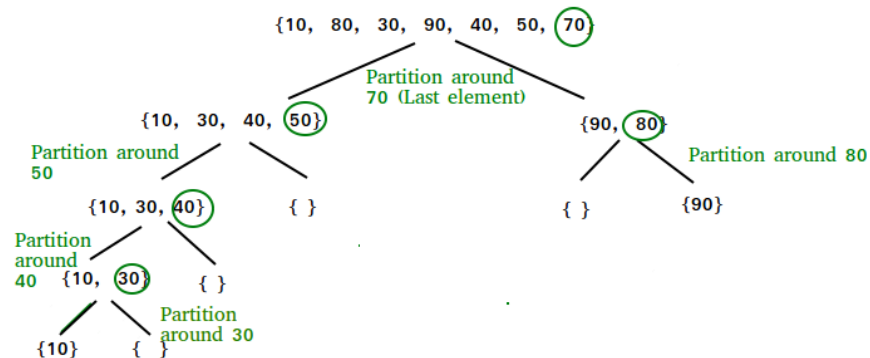 {10, 80, 30, 90, 40, 50, 70}
Partition around
70 (Last element)
{10, 30, 40, 50}
{90, 80}
Partition around
50
Partition around 80
{10, 30, 40}
{ }
{ }
{90}
Partition
around
40
{10, 30}
{ }
Partition
around 30
{10}
{ }